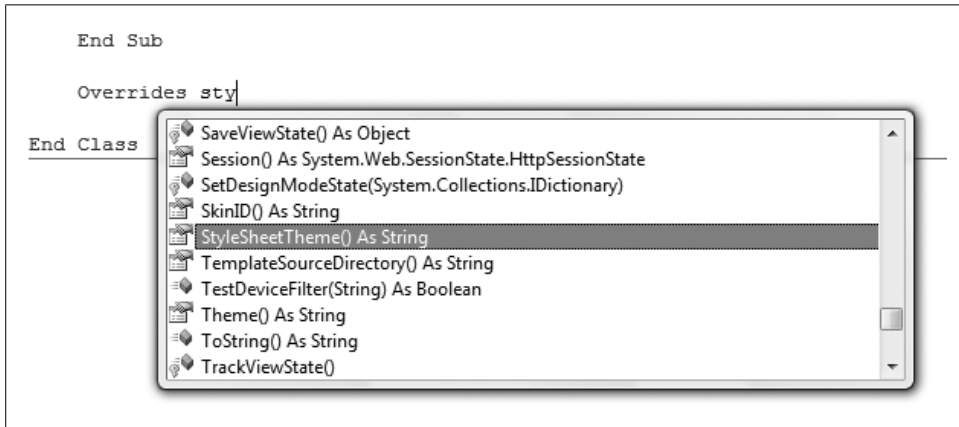 End Sub
Overrides sty
End Class
SaveViewState() As Object
Session() As System.Web.SessionState.HttpSessionState
SetDesignModeState(System.Collections.IDictionary)
SkinID() As String
StyleSheetTheme() As String
TemplateSourceDirectory() As String
TestDeviceFilter(String) As Boolean
Theme() As String
ToString() As String
TrackViewState()